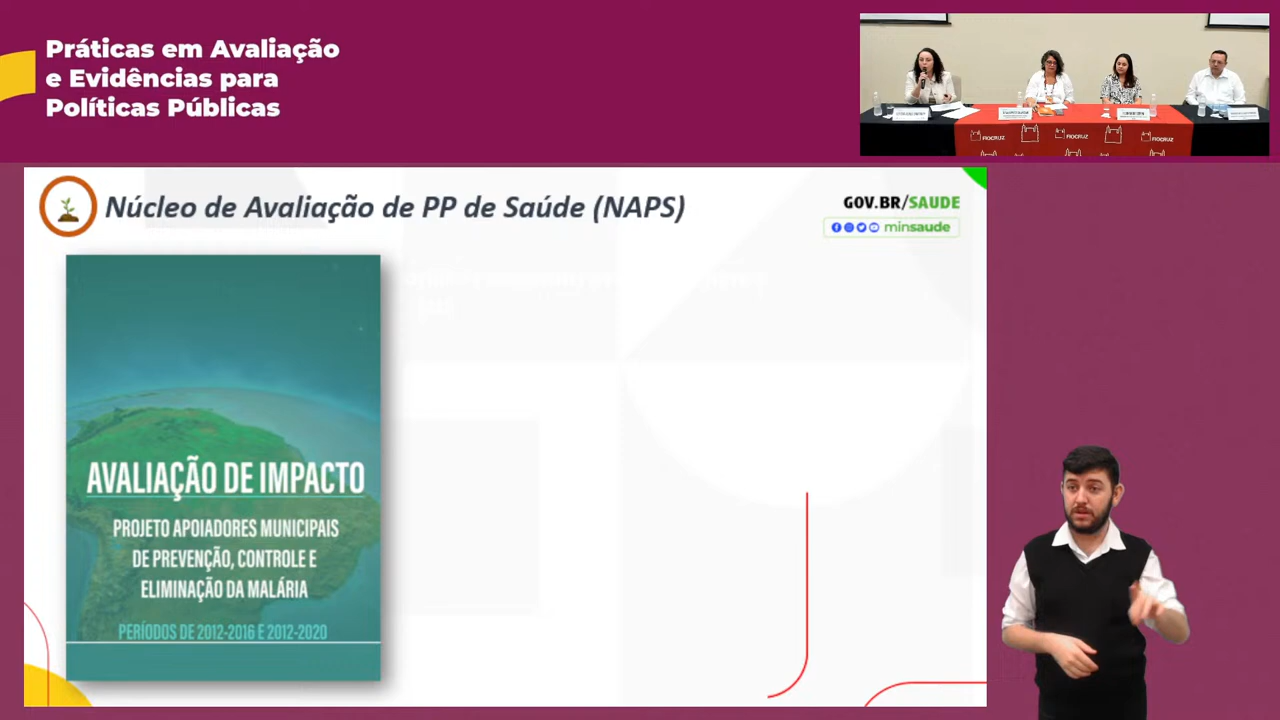 Práticas em Avaliação
e Evidências para
Políticas Públicas
FIOCRUZ
FIOCRUZ
FIOCRUZ
Núcleo de Avaliação de PP de Saúde (NAPS)
GOV.BR/SAUDE
minsaude
AVALIAÇÃO DE IMPACTO
PROJETO APOIADORES MUNICIPAIS
DE PREVENÇÃO, CONTROLE E
ELIMINAÇÃO DA MALÁRIA
PERÍODOS DE 2012-2016 E 2012-2020